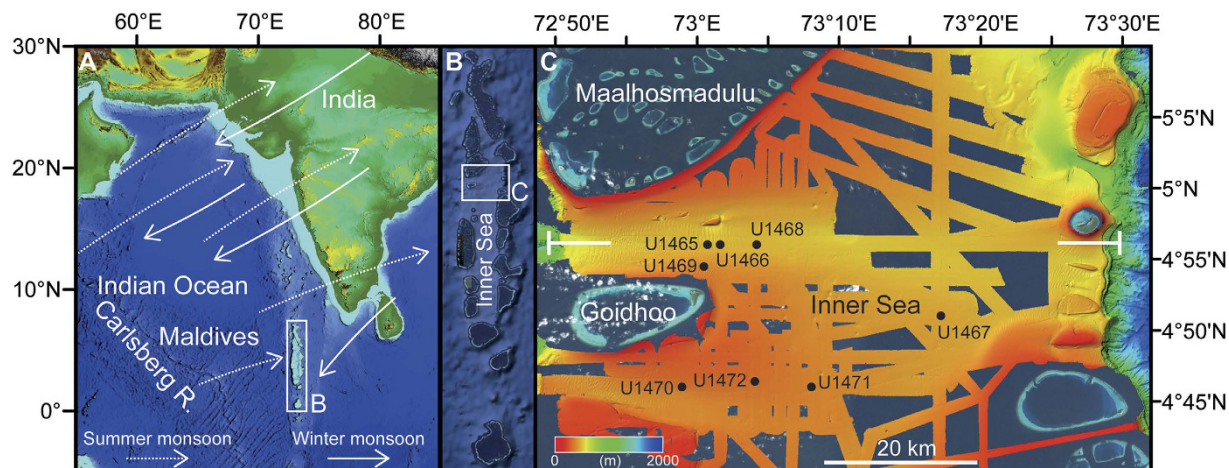 60°E
70°E
80°E
72°50'E
73°E
73°10'E
73°20'E
73°30'E
30°N
20°N
10°N
0°
A
India
Indian Ocean
Maldives
Carlsberg R.
B
Summer monsoon
Winter monsoon
B
C
Inner Sea
C
Maalhosmadulu
U1465
U1468
U1466
U1469
Goidhoo
Inner Sea
U1467
U1470
U1472
U1471
0
(m)
2000
20 km
5°5'N
5°N
4°55'N
4°50'N
4°45'N